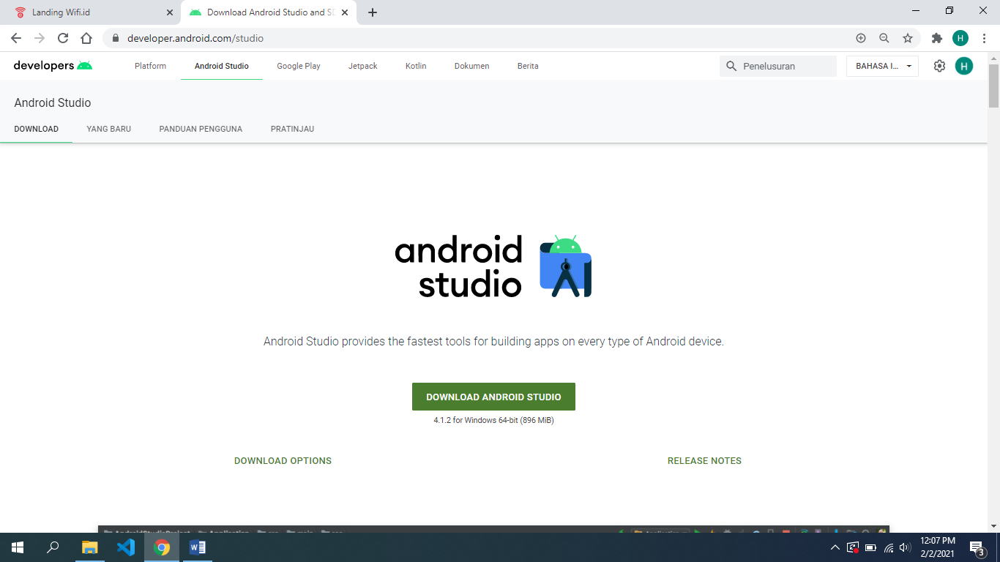 Landing Wifi.id
Download Android Studio and SD
developer.android.com/studio
H
developers
Platform
Android Studio
Google Play
Jetpack
Kotlin
Dokumen
Berita
Penelusuran
BAHASA I...
H
Android Studio
DOWNLOAD
YANG BARU
PANDUAN PENGGUNA
PRATINJAU
android
studio
Android Studio provides the fastest tools for building apps on every type of Android device.
DOWNLOAD ANDROID STUDIO
4.1.2 for Windows 64-bit (896 MiB)
DOWNLOAD OPTIONS
RELEASE NOTES
12:07 PM
2/2/2021
3